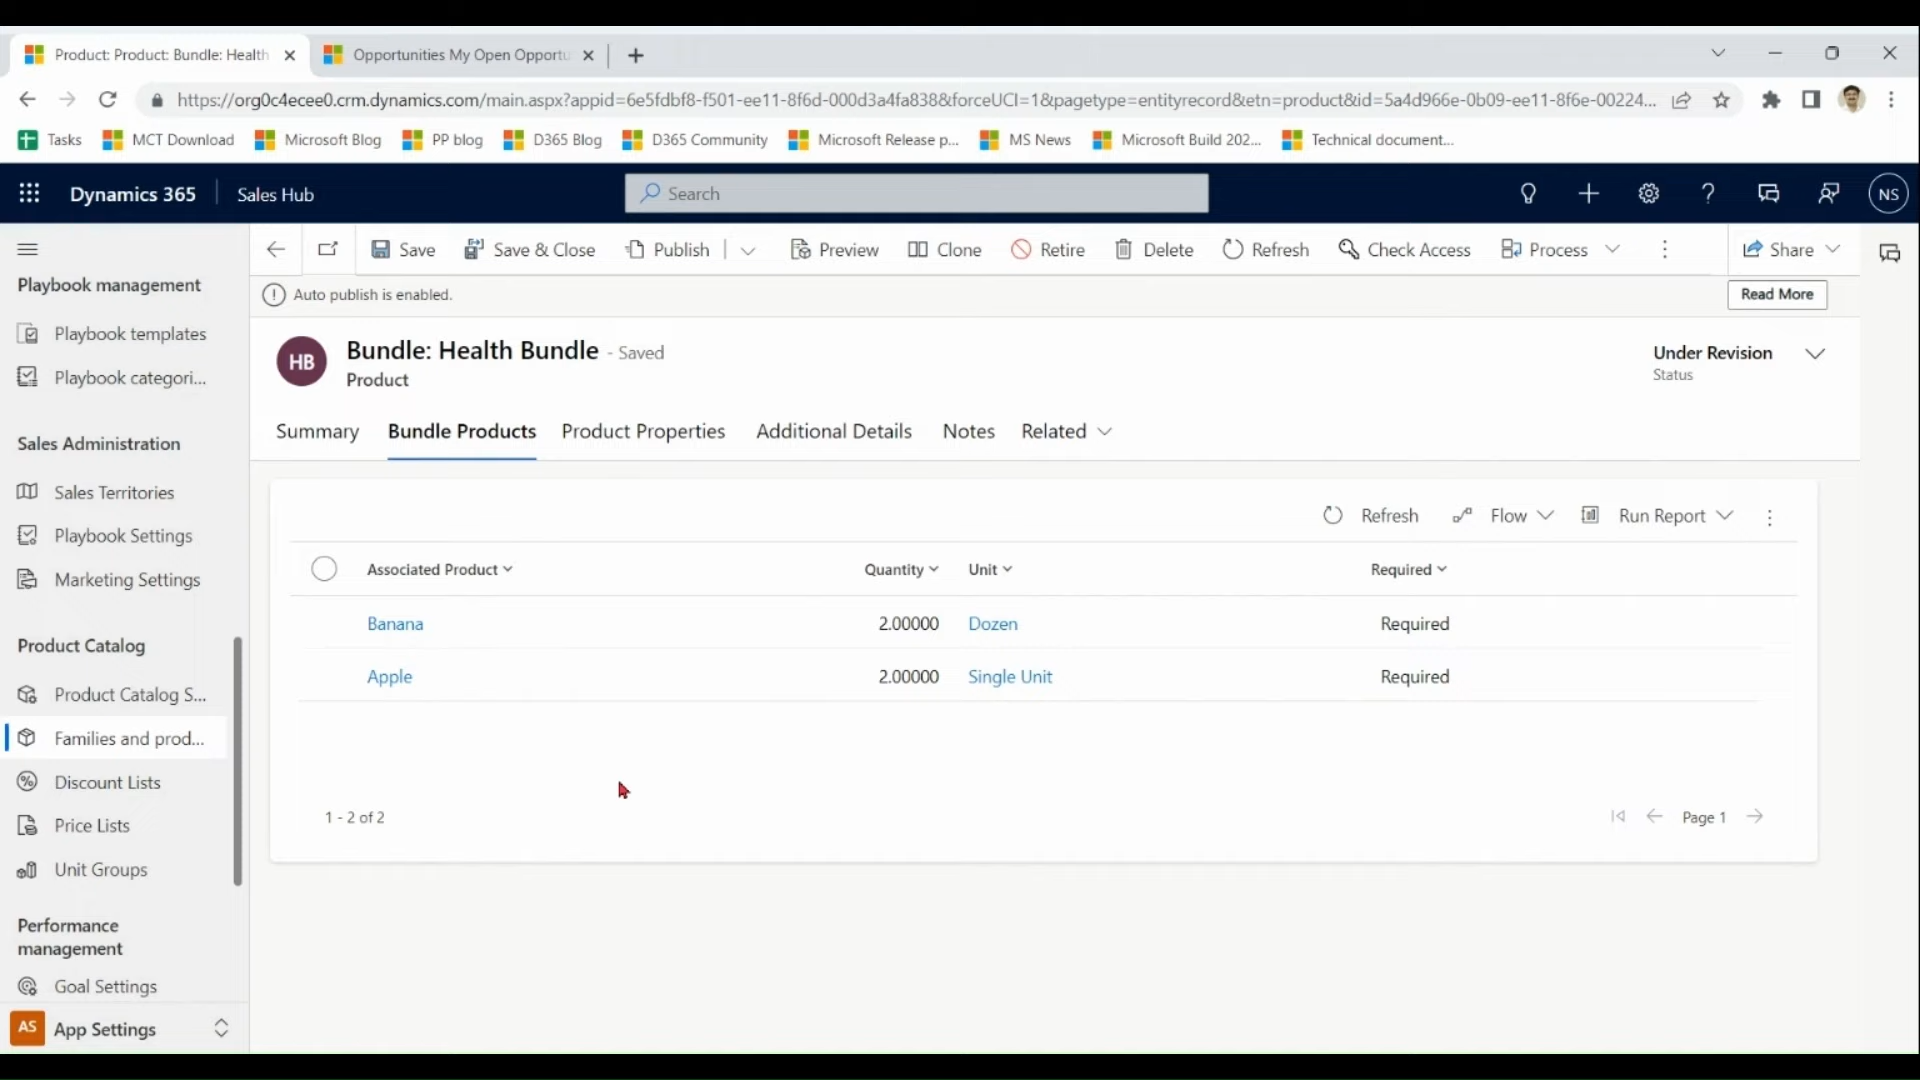 Product: Product: Bundle: Health
Opportunities My Open Opportu
https://org0c4ecee0.crm.dynamics.com/main.aspx?appid=6e5fdbf8-f501-ee11-8f6d-000d3a4fa838&forceUCI=1&pagetype=entityrecord&etn=product&id=5a4d966e-0b09-ee11-8f6e-00224...
Tasks MCT Download Microsoft Blog PP blog D365 Blog D365 Community Microsoft Release p... MS News Microsoft Build 202... Technical document...
Dynamics 365 Sales Hub Search NS
Save Save & Close Publish Preview Clone Retire Delete Refresh Check Access Process Share
Auto publish is enabled. Read More
Playbook management
Playbook templates
Playbook categori...
Sales Administration
Sales Territories
Playbook Settings
Marketing Settings
Product Catalog
Product Catalog S...
Families and prod...
Discount Lists
Price Lists
Unit Groups
Performance
management
Goal Settings
AS App Settings
HB
Bundle: Health Bundle - Saved
Product
Under Revision
Status
Summary Bundle Products Product Properties Additional Details Notes Related
Refresh Flow Run Report
Associated Product Quantity Unit Required
Banana 2.00000 Dozen Required
Apple 2.00000 Single Unit Required
1 - 2 of 2 Page 1